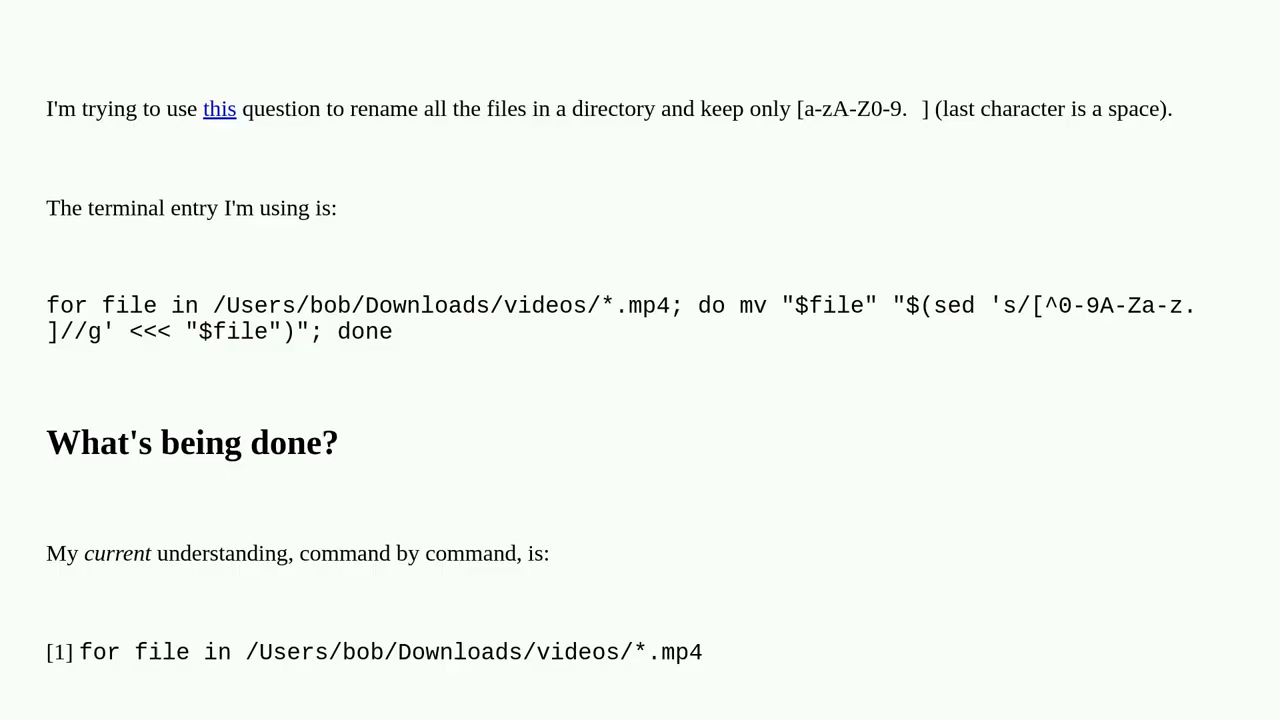 I'm trying to use this question to rename all the files in a directory and keep only [a-zA-Z0-9.  ] (last character is a space).
The terminal entry I'm using is:
for file in /Users/bob/Downloads/videos/*.mp4; do mv "$file" "$(sed 's/[^0-9A-Za-z.
]//g' <<< "$file")"; done
What's being done?
My current understanding, command by command, is:
[1] for file in /Users/bob/Downloads/videos/*.mp4